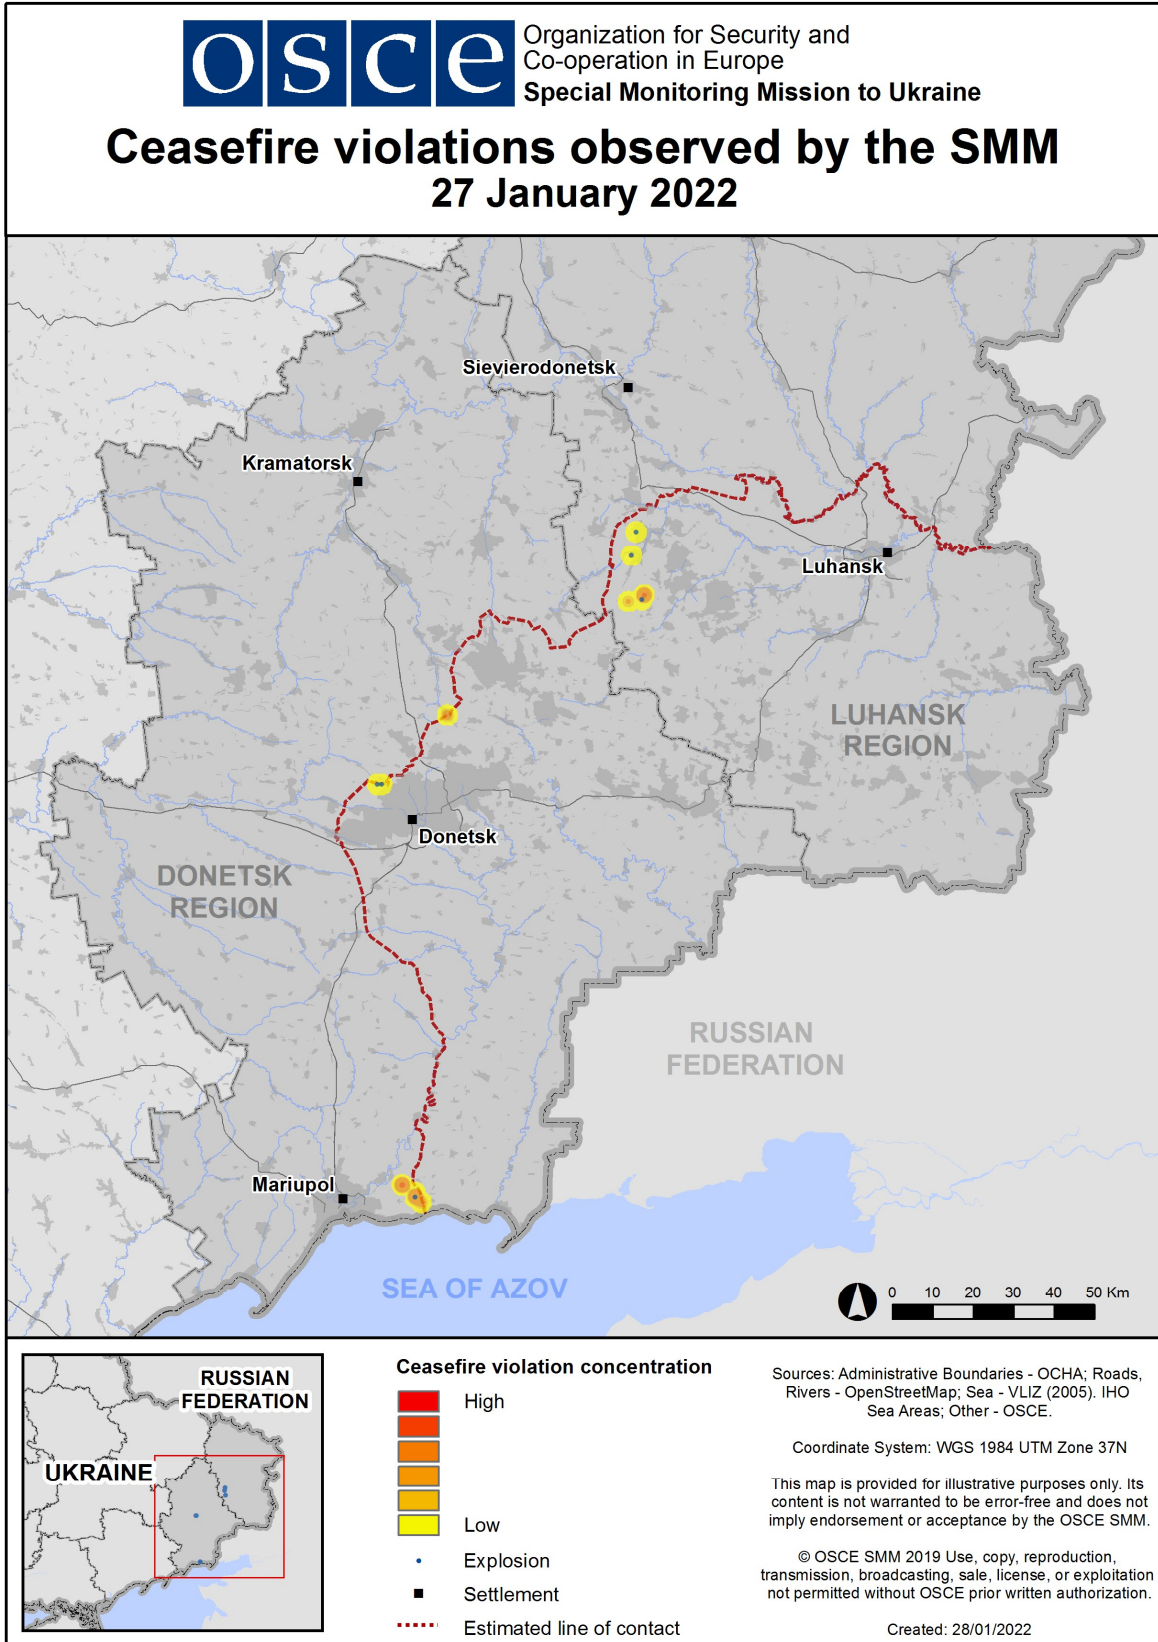 osce
Organization for Security and
Co-operation in Europe
Special Monitoring Mission to Ukraine
Ceasefire violations observed by the SMM
27 January 2022
Sievierodonetsk
Kramatorsk
Luhansk
LUHANSK
REGION
Donetsk
DONETSK
REGION
RUSSIAN
FEDERATION
Mariupol
SEA OF AZOV
0 10 20 30 40 50 Km
RUSSIAN
FEDERATION
UKRAINE
Ceasefire violation concentration
High
Low
Explosion
Settlement
Estimated line of contact
Sources: Administrative Boundaries - OCHA; Roads,
Rivers - OpenStreetMap; Sea - VLIZ (2005). IHO
Sea Areas; Other - OSCE.
Coordinate System: WGS 1984 UTM Zone 37N
This map is provided for illustrative purposes only. Its
content is not warranted to be error-free and does not
imply endorsement or acceptance by the OSCE SMM.
© OSCE SMM 2019 Use, copy, reproduction,
transmission, broadcasting, sale, license, or exploitation
not permitted without OSCE prior written authorization.
Created: 28/01/2022